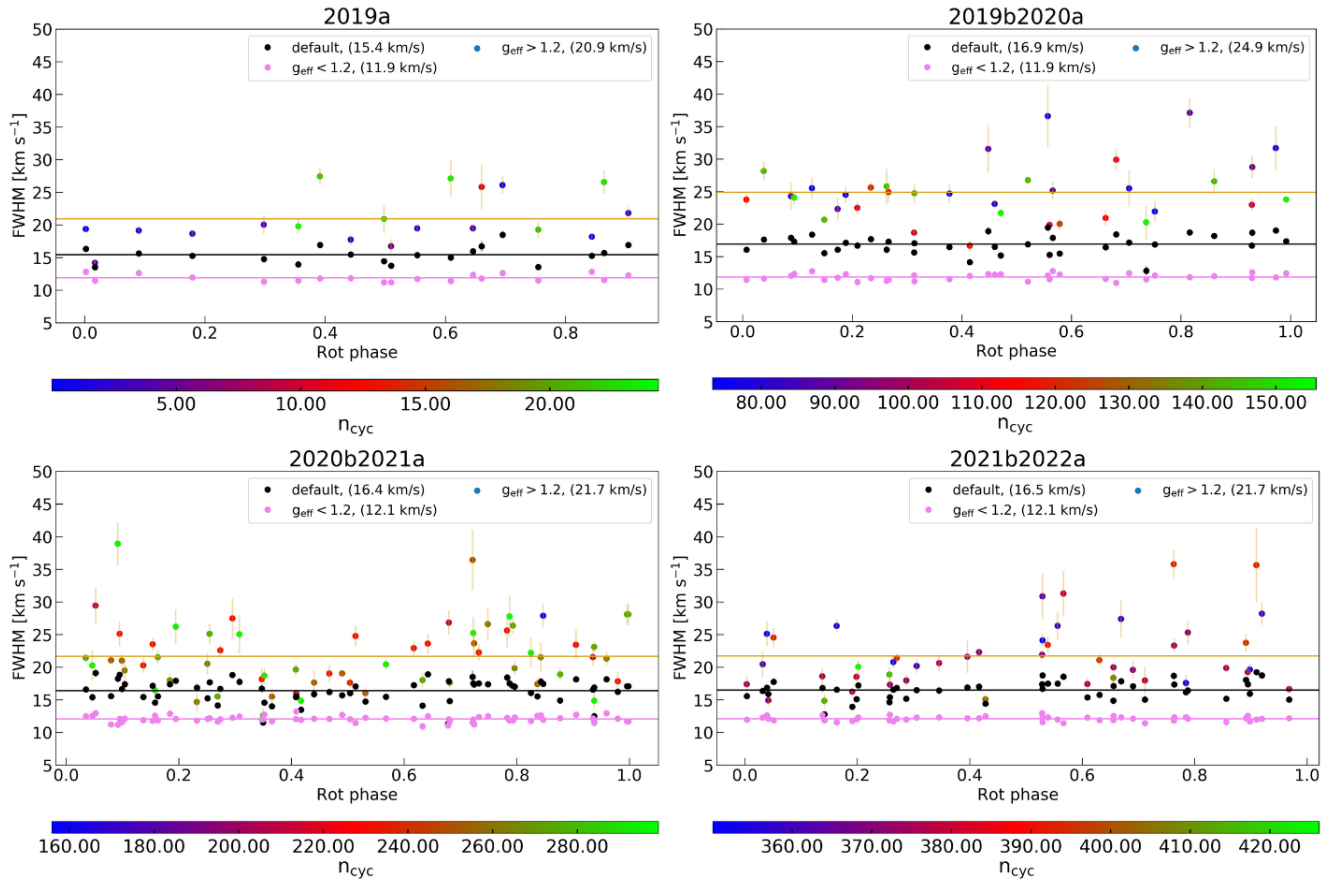 2019a
default, (15.4 km/s)
g_eff < 1.2, (11.9 km/s)
g_eff > 1.2, (20.9 km/s)
FWHM [km s⁻¹]
50
45
40
35
30
25
20
15
10
5
0.0 0.2 0.4 0.6 0.8
Rot phase
5.00 10.00 15.00 20.00
n_cyc
2019b2020a
default, (16.9 km/s)
g_eff < 1.2, (11.9 km/s)
g_eff > 1.2, (24.9 km/s)
FWHM [km s⁻¹]
50
45
40
35
30
25
20
15
10
5
0.0 0.2 0.4 0.6 0.8 1.0
Rot phase
80.00 90.00 100.00 110.00 120.00 130.00 140.00 150.00
n_cyc
2020b2021a
default, (16.4 km/s)
g_eff < 1.2, (12.1 km/s)
g_eff > 1.2, (21.7 km/s)
FWHM [km s⁻¹]
50
45
40
35
30
25
20
15
10
5
0.0 0.2 0.4 0.6 0.8 1.0
Rot phase
160.00 180.00 200.00 220.00 240.00 260.00 280.00
n_cyc
2021b2022a
default, (16.5 km/s)
g_eff < 1.2, (12.1 km/s)
g_eff > 1.2, (21.7 km/s)
FWHM [km s⁻¹]
50
45
40
35
30
25
20
15
10
5
0.0 0.2 0.4 0.6 0.8 1.0
Rot phase
360.00 370.00 380.00 390.00 400.00 410.00 420.00
n_cyc